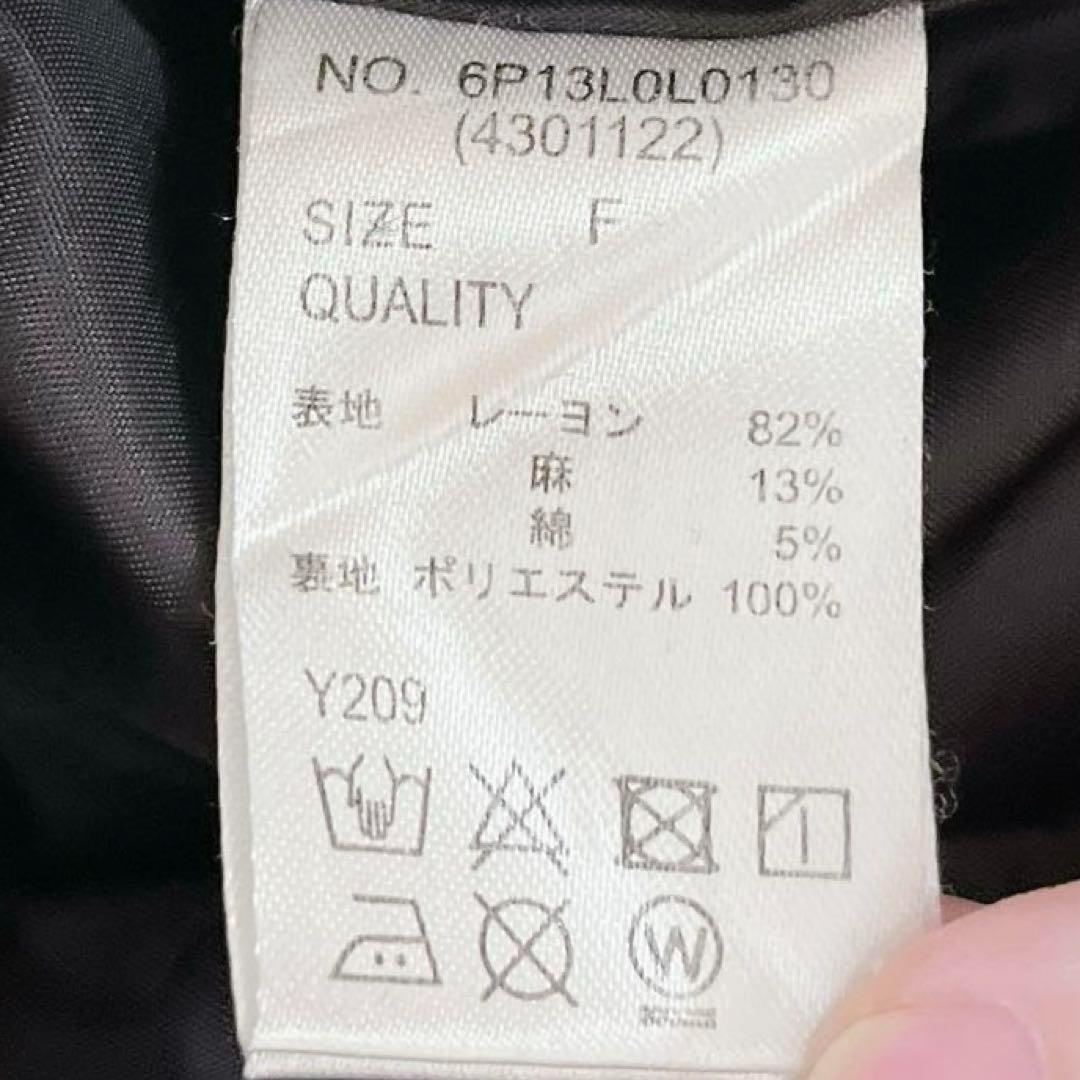 NO. 6P13L0L0130
(4301122)
SIZE F
QUALITY
表地 レーヨン 82%
麻 13%
綿 5%
裏地 ポリエステル 100%
Y209
W